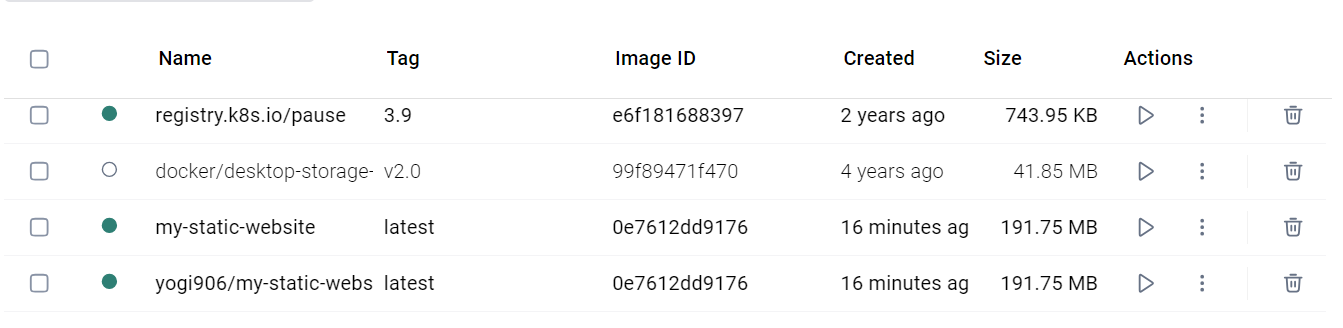 Name Tag Image ID Created Size Actions
registry.k8s.io/pause 3.9 e6f181688397 2 years ago 743.95 KB
docker/desktop-storage- v2.0 99f89471f470 4 years ago 41.85 MB
my-static-website latest 0e7612dd9176 16 minutes ag 191.75 MB
yogi906/my-static-webs latest 0e7612dd9176 16 minutes ag 191.75 MB